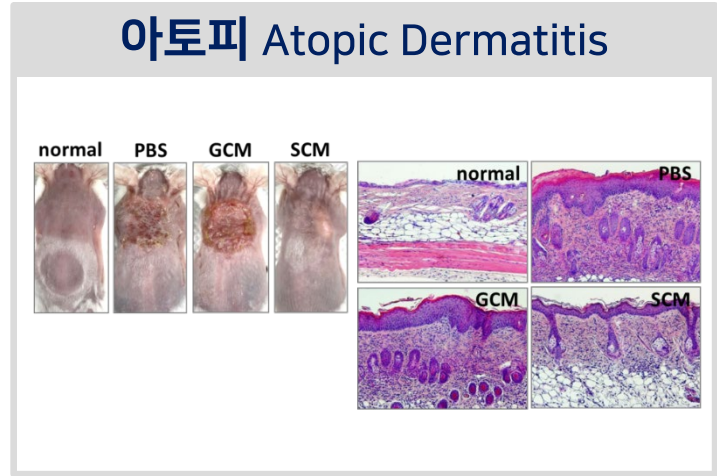 아토피 Atopic Dermatitis
normal PBS GCM SCM
normal PBS
GCM SCM